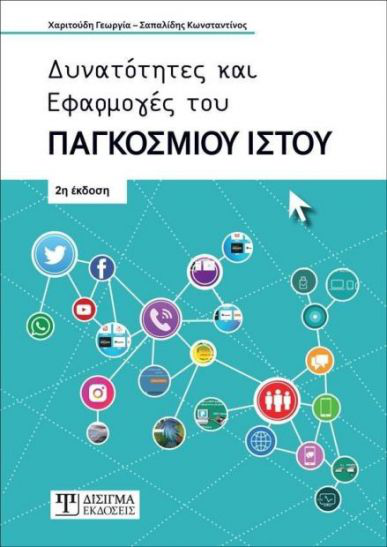 Χαριτούδη Γεωργία – Σαπαλίδης Κωνσταντίνος
Δυνατότητες και
Εφαρμογές του
ΠΑΓΚΟΣΜΙΟΥ ΙΣΤΟΥ
2η έκδοση
ΔΙΣΙΓΜΑ
ΕΚΔΟΣΕΙΣ